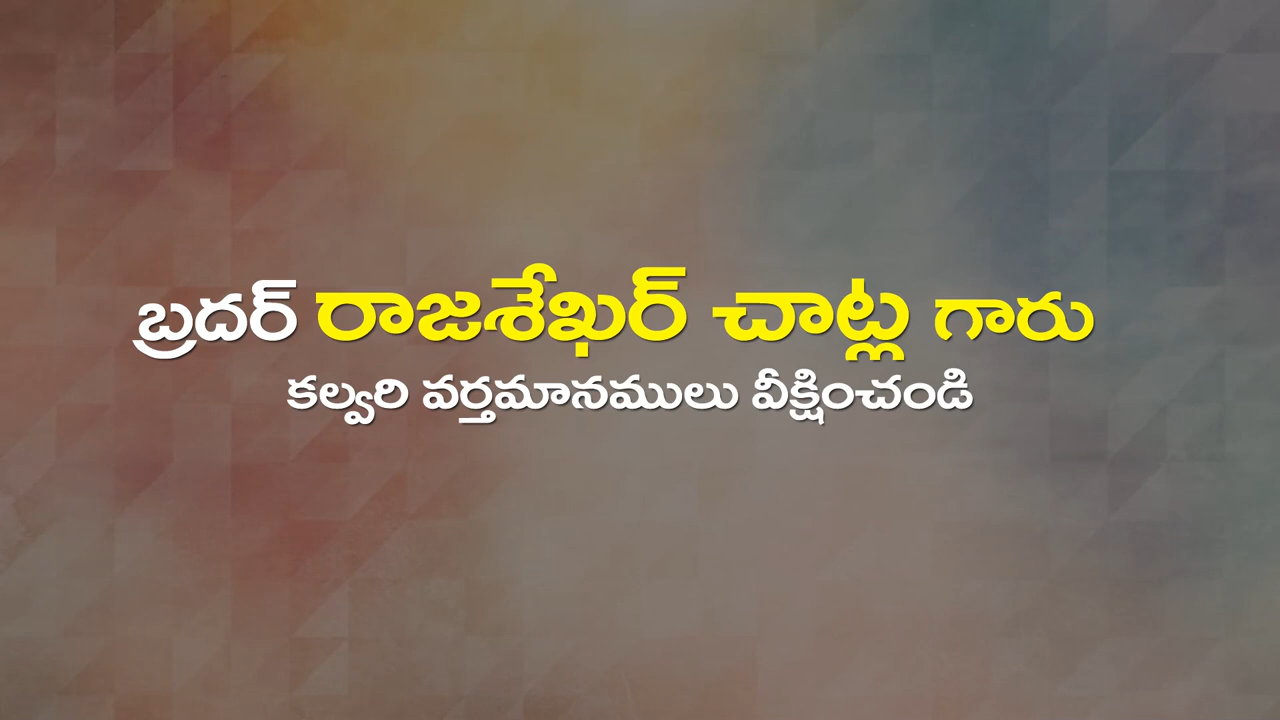 బ్రదర్ రాజశేఖర్ చాట్ల గారు
కల్వరి వర్తమానములు వీక్షించండి